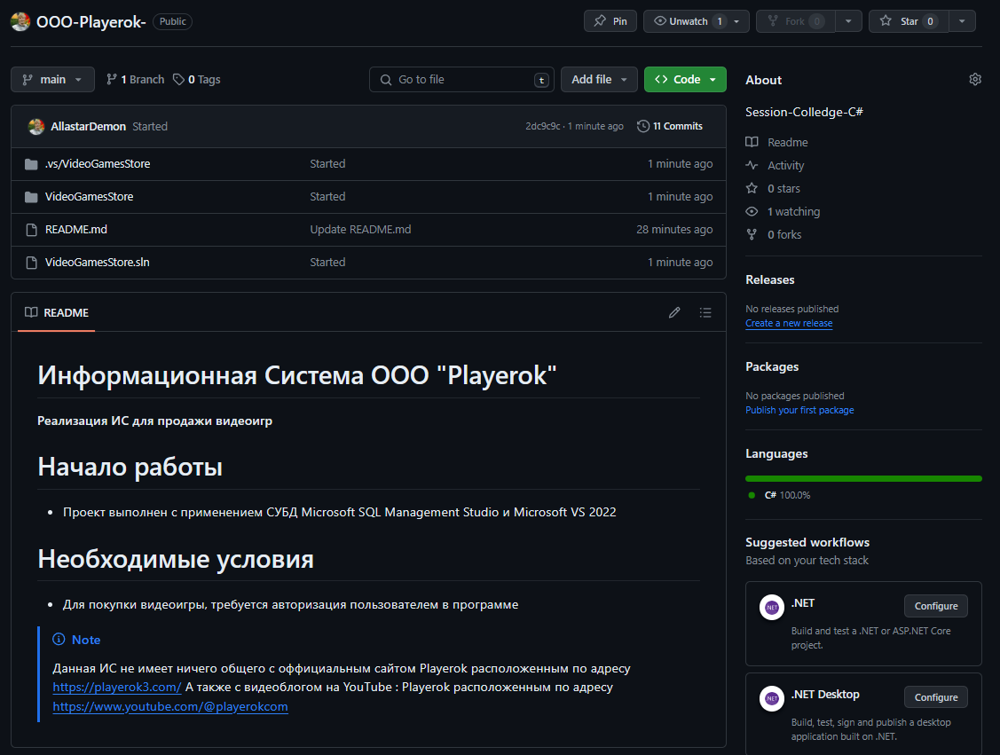 OOO-Playerok- Public Pin Unwatch 1 Fork 0 Star 0
main 1 Branch 0 Tags Go to file t Add file Code
AllastarDemon Started 2dc9c9c · 1 minute ago 11 Commits
.vs/VideoGamesStore Started 1 minute ago
VideoGamesStore Started 1 minute ago
README.md Update README.md 28 minutes ago
VideoGamesStore.sln Started 1 minute ago
README
Информационная Система ООО "Playerok"
Реализация ИС для продажи видеоигр
Начало работы
Проект выполнен с применением СУБД Microsoft SQL Management Studio и Microsoft VS 2022
Необходимые условия
Для покупки видеоигры, требуется авторизация пользователем в программе
Note
Данная ИС не имеет ничего общего с оффициальным сайтом Playerok расположенным по адресу
https://playerok3.com/ А также с видеоблогом на YouTube : Playerok расположенным по адресу
https://www.youtube.com/@playerokcom
About
Session-Colledge-C#
Readme
Activity
0 stars
1 watching
0 forks
Releases
No releases published
Create a new release
Packages
No packages published
Publish your first package
Languages
C# 100.0%
Suggested workflows
Based on your tech stack
NET .NET Configure
Build and test a .NET or ASP.NET Core
project.
NET .NET Desktop Configure
Build, test, sign and publish a desktop
application built on .NET.